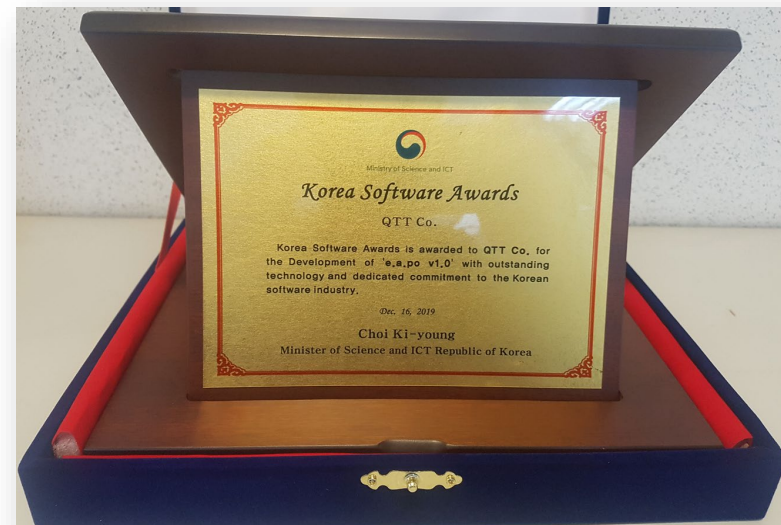 Ministry of Science and ICT
Korea Software Awards
QTT Co.
Korea Software Awards is awarded to QTT Co. for
the Development of 'e.a.po v1.0' with outstanding
technology and dedicated commitment to the Korean
software industry.
Dec. 16, 2019
Choi Ki-young
Minister of Science and ICT Republic of Korea